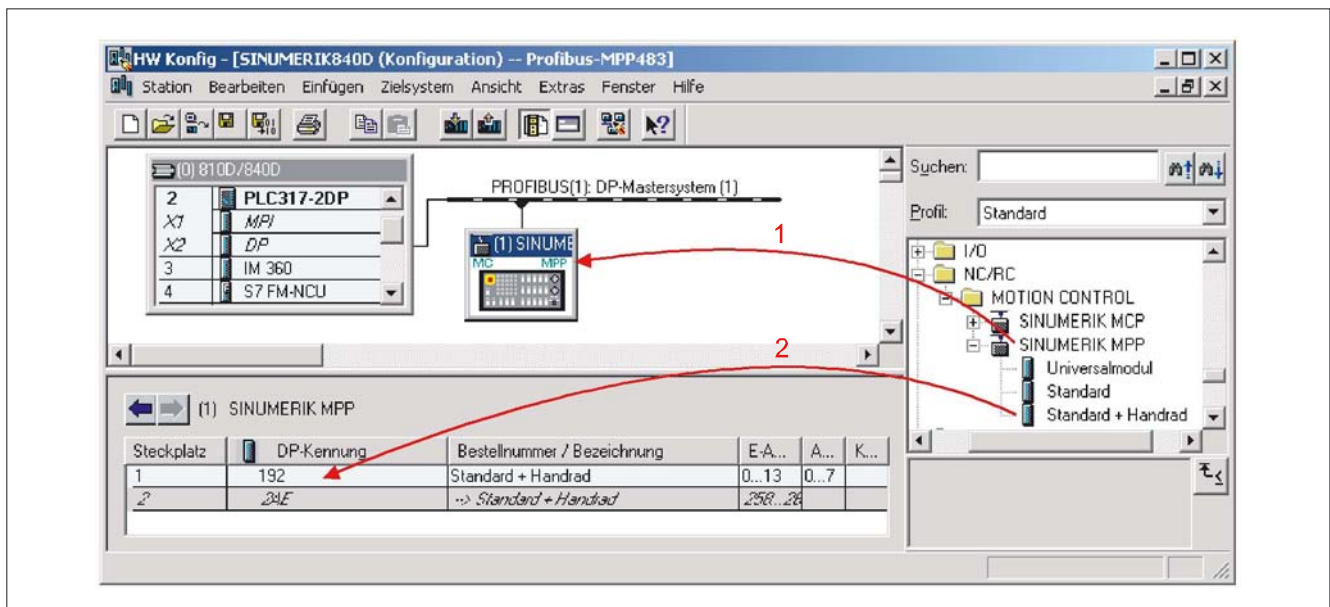 HW Konfig - [SINUMERIK840D (Konfiguration) -- Profibus-MPP483]
Station Bearbeiten Einfügen Zielsystem Ansicht Extras Fenster Hilfe
(0) 810D/840D
2 PLC317-2DP
X1 MPI
X2 DP
3 IM 360
4 S7 FM-NCU
PROFIBUS(1): DP-Mastersystem (1)
(1) SINUME
MC MPP
1
2
Suchen:
Profil: Standard
I/O
NC/RC
MOTION CONTROL
SINUMERIK MCP
SINUMERIK MPP
Universalmodul
Standard
Standard + Handrad
(1) SINUMERIK MPP
Steckplatz DP-Kennung Bestellnummer / Bezeichnung E-A... A... K...
1 192 Standard + Handrad 0...13 0...7
2 2AE --> Standard + Handrad 258...26